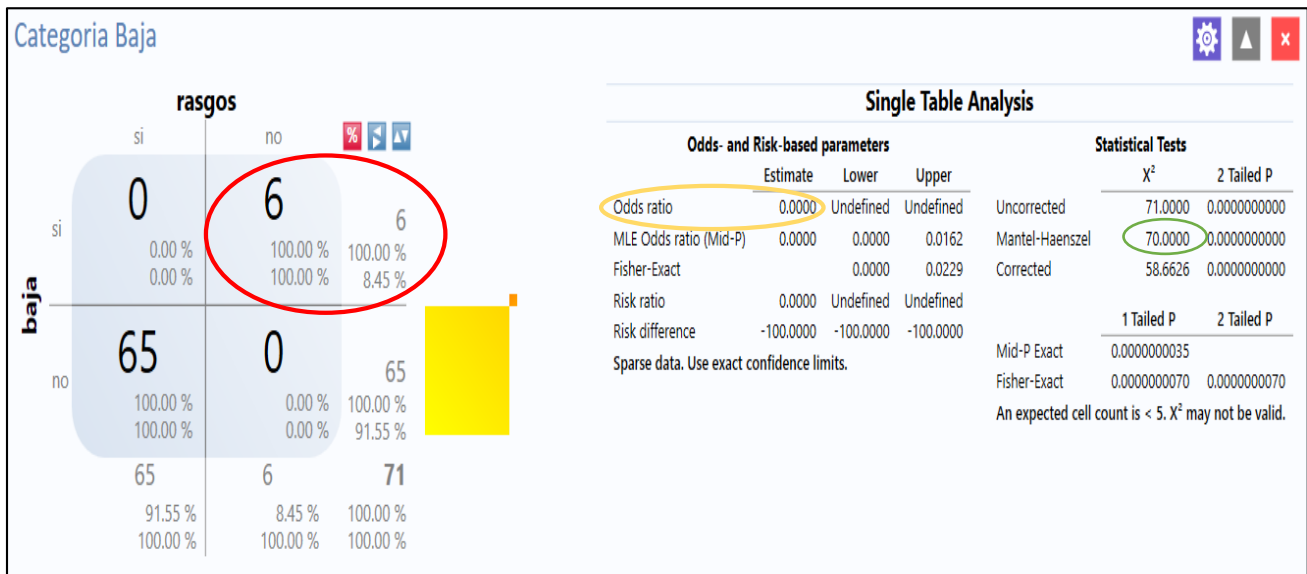 Categoria Baja
rasgos
si no %
baja
si 0 6 6
0.00 % 100.00 % 100.00 %
0.00 % 100.00 % 8.45 %
no 65 0 65
100.00 % 0.00 % 100.00 %
100.00 % 0.00 % 91.55 %
65 6 71
91.55 % 8.45 % 100.00 %
100.00 % 100.00 % 100.00 %
Single Table Analysis
Odds- and Risk-based parameters
Estimate Lower Upper
Odds ratio 0.0000 Undefined Undefined
MLE Odds ratio (Mid-P) 0.0000 0.0000 0.0162
Fisher-Exact 0.0000 0.0229
Risk ratio 0.0000 Undefined Undefined
Risk difference -100.0000 -100.0000 -100.0000
Sparse data. Use exact confidence limits.
Statistical Tests
X² 2 Tailed P
Uncorrected 71.0000 0.0000000000
Mantel-Haenszel 70.0000 0.0000000000
Corrected 58.6626 0.0000000000
1 Tailed P 2 Tailed P
Mid-P Exact 0.0000000035
Fisher-Exact 0.0000000070 0.0000000070
An expected cell count is < 5. X² may not be valid.